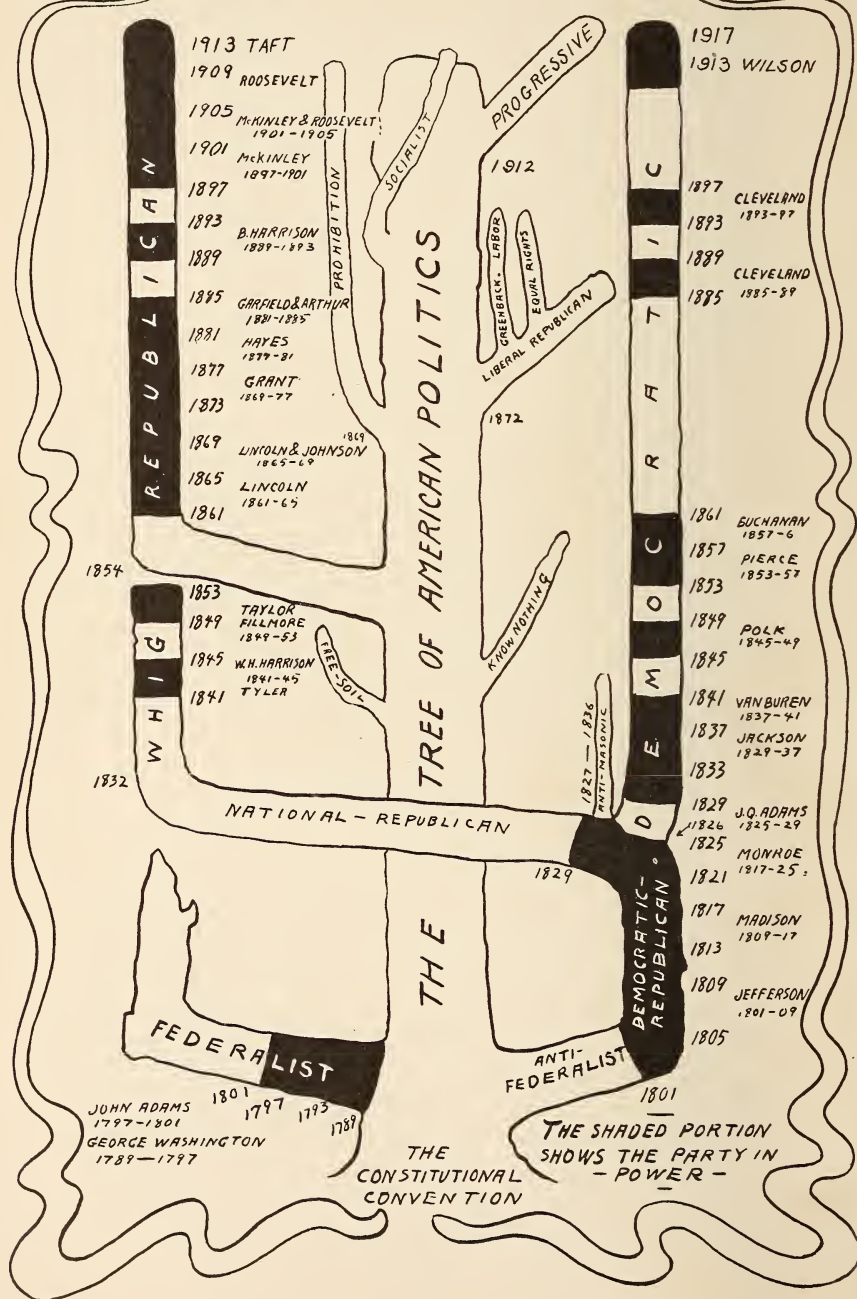 1913 TAFT
1909 ROOSEVELT
1905 McKINLEY & ROOSEVELT
1901-1905
1901 McKINLEY
1897-1901
1897
1893 B. HARRISON
1889-1893
1889
1885 GARFIELD & ARTHUR
1881-1885
1881 HAYES
1877-81
1877 GRANT
1869-77
1873
1869 LINCOLN & JOHNSON
1865-69
1865 LINCOLN
1861-65
1861
REPUBLICAN
1854
1853
1849 TAYLOR
FILLMORE
1849-53
1845 W.H. HARRISON
1841-45
1841 TYLER
WHIG
1832
PROHIBITION
1869
SOCIALIST
PROGRESSIVE
1912
GREENBACK LABOR
EQUAL RIGHTS
LIBERAL REPUBLICAN
1872
FREE-SOIL
KNOW NOTHING
THE TREE OF AMERICAN POLITICS
1827-1836
ANTI-MASONIC
NATIONAL-REPUBLICAN
1829
1917
1913 WILSON
1897 CLEVELAND
1893-97
1893
1889 CLEVELAND
1885-89
1885
1861 BUCHANAN
1857-6
1857 PIERCE
1853-57
1853
1849 POLK
1845-49
1845
1841 VAN BUREN
1837-41
1837 JACKSON
1829-37
1833
1829 J.Q. ADAMS
1826 1825-29
1825 MONROE
1817-25
1821
1817 MADISON
1809-17
1813
1809 JEFFERSON
1801-09
1805
1801
DEMOCRATIC
DEMOCRATIC-
REPUBLICAN
ANTI-
FEDERALIST
FEDERALIST
1801 1797 1793 1789
JOHN ADAMS
1797-1801
GEORGE WASHINGTON
1789-1797
THE
CONSTITUTIONAL
CONVENTION
THE SHADED PORTION
SHOWS THE PARTY IN
- POWER -